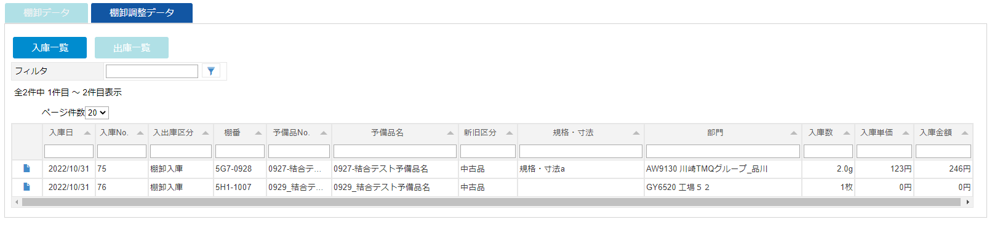 棚卸データ 棚卸調整データ
入庫一覧 出庫一覧
フィルタ
全2件中 1件目 ～ 2件目表示
ページ件数 20
入庫日 入庫No. 入出庫区分 棚番 予備品No. 予備品名 新旧区分 規格・寸法 部門 入庫数 入庫単価 入庫金額
2022/10/31 75 棚卸入庫 5G7-0928 0927-結合テ... 0927-結合テスト予備品名 中古品 規格・寸法a AW9130 川崎TMQグループ_品川 2.0g 123円 246円
2022/10/31 76 棚卸入庫 5H1-1007 0929_結合テ... 0929_結合テスト予備品名 中古品 GY6520 工場５２ 1枚 0円 0円